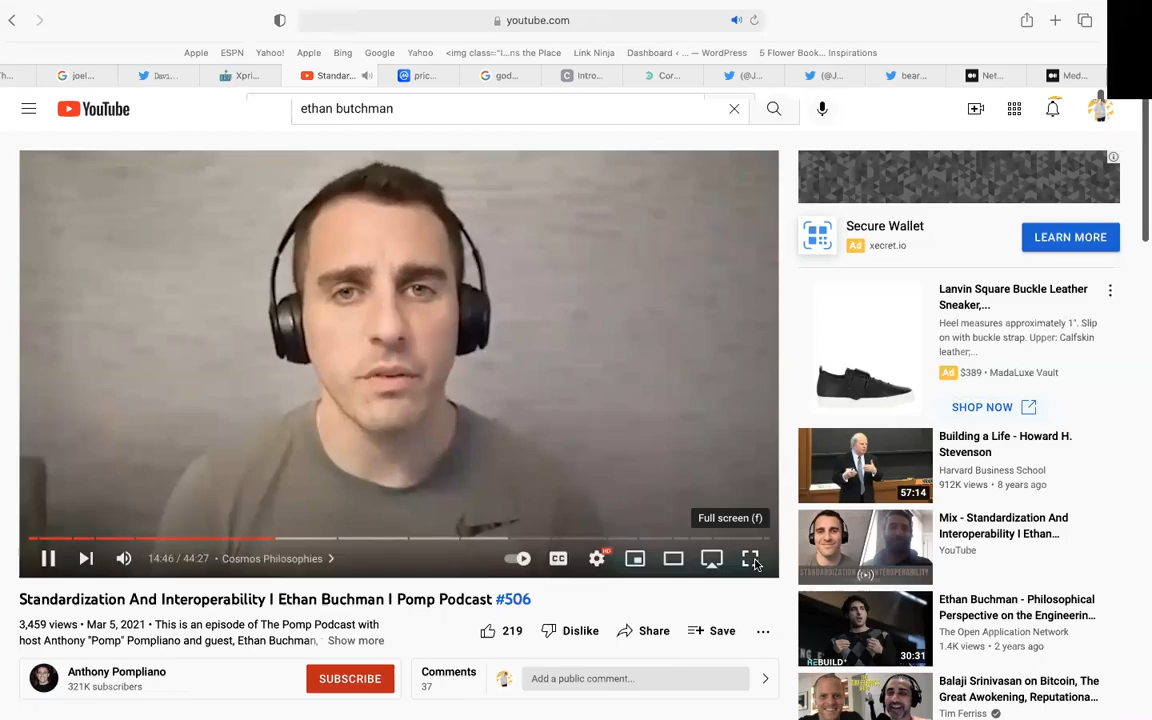 youtube.com
Apple ESPN Yahoo! Apple Bing Google Yahoo <img class="l...ns the Place Link Ninja Dashboard ‹ ... — WordPress 5 Flower Book... Inspirations
joel... Xpri... Standar... pric... god... Intro... Cor... (@J... (@J... bear... Net... Med...
YouTube
ethan butchman
Secure Wallet
Ad xecret.io
LEARN MORE
Lanvin Square Buckle Leather
Sneaker,...
Heel measures approximately 1". Slip
on with buckle strap. Upper: Calfskin
leather;...
Ad $389 • MadaLuxe Vault
SHOP NOW
Building a Life - Howard H.
Stevenson
Harvard Business School
912K views • 8 years ago
57:14
Mix - Standardization And
Interoperability I Ethan...
YouTube
STANDARDIZATION INTEROPERABILITY
Ethan Buchman - Philosophical
Perspective on the Engineerin...
The Open Application Network
1.4K views • 2 years ago
REBUILD
30:31
Balaji Srinivasan on Bitcoin, The
Great Awakening, Reputationa...
Tim Ferriss
Full screen (f)
14:46 / 44:27 • Cosmos Philosophies
CC
HD
Standardization And Interoperability I Ethan Buchman I Pomp Podcast #506
3,459 views • Mar 5, 2021 • This is an episode of The Pomp Podcast with
host Anthony "Pomp" Pompliano and guest, Ethan Buchman, Show more
219 Dislike Share Save
Anthony Pompliano
321K subscribers
SUBSCRIBE
Comments
37
Add a public comment...